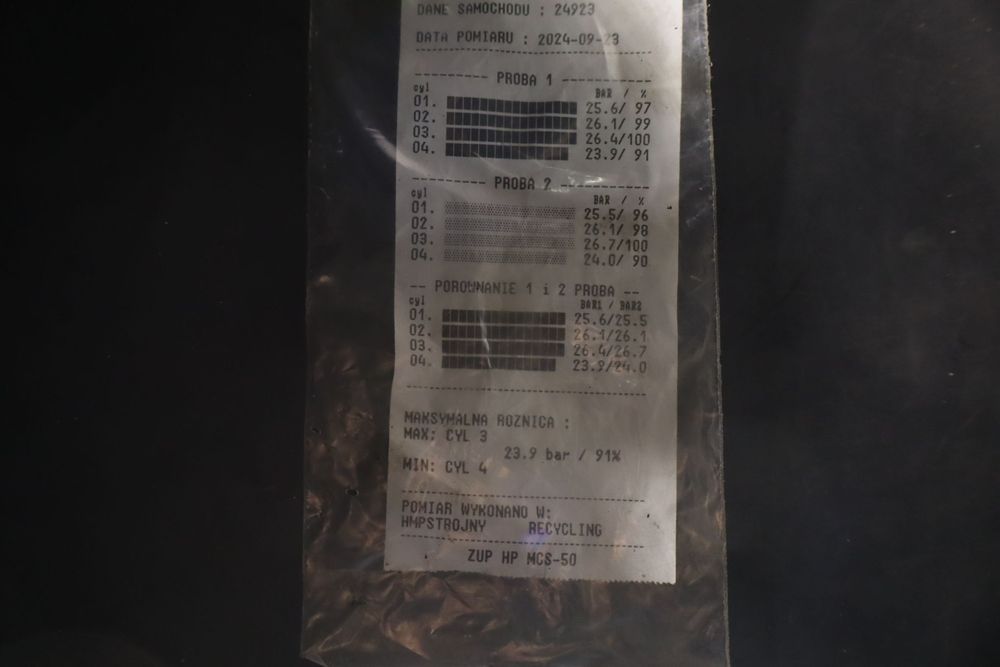 DANE SAMOCHODU : 24923
DATA POMIARU : 2024-09-23
PROBA 1
cyl BAR / %
01. 25.6/ 97
02. 26.1/ 99
03. 26.4/100
04. 23.9/ 91
PROBA 2
cyl BAR / %
01. 25.5/ 96
02. 26.1/ 98
03. 26.7/100
04. 24.0/ 90
-- POROWNANIE 1 i 2 PROBA --
cyl BAR1 / BAR2
01. 25.6/25.5
02. 26.1/26.1
03. 26.4/26.7
04. 23.9/24.0
MAKSYMALNA ROZNICA :
MAX: CYL 3
23.9 bar / 91%
MIN: CYL 4
POMIAR WYKONANO W:
HMPSTROJNY RECYCLING
ZUP HP MCS-50